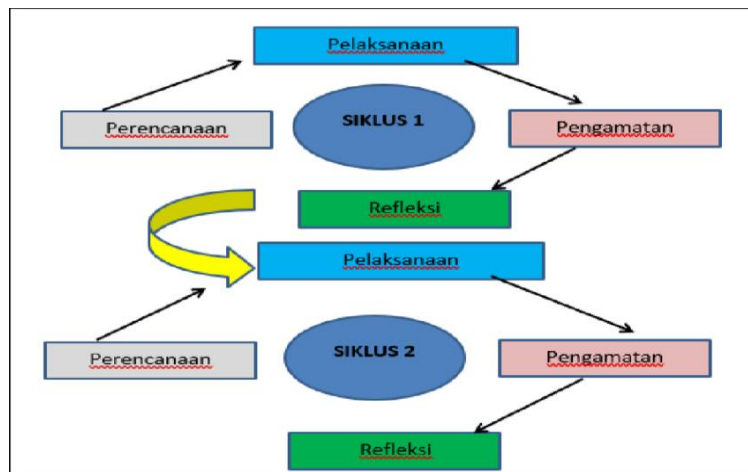 Pelaksanaan
Perencanaan
SIKLUS 1
Pengamatan
Refleksi
Pelaksanaan
Perencanaan
SIKLUS 2
Pengamatan
Refleksi